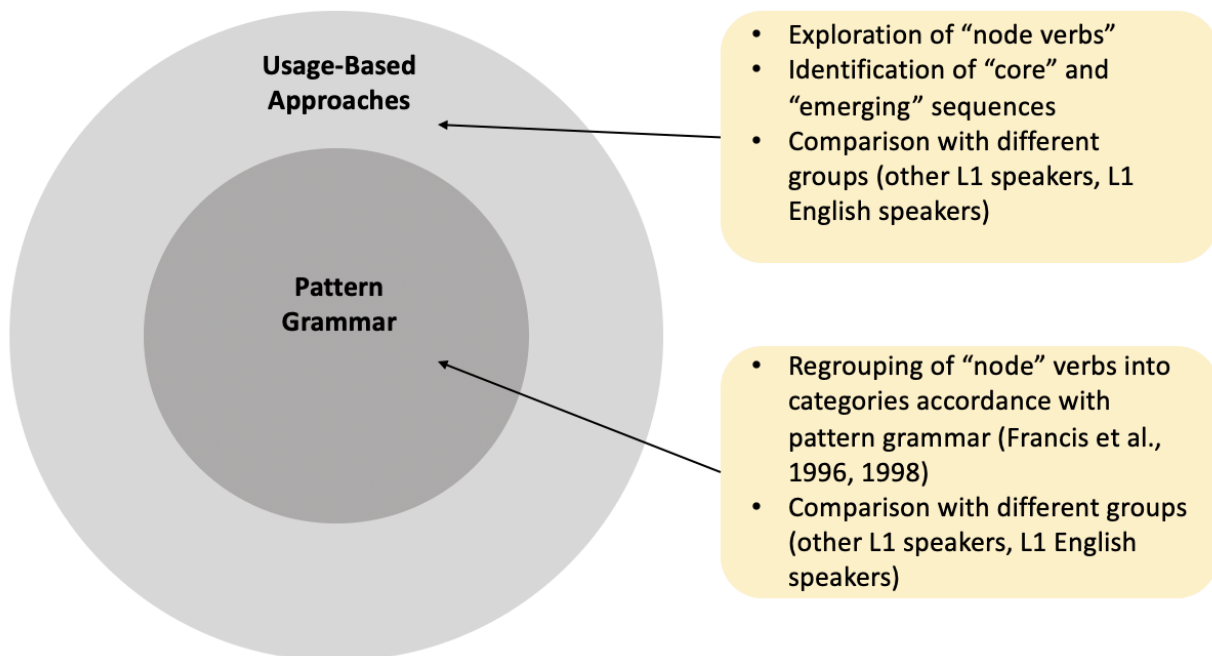 Usage-Based
Approaches
Pattern
Grammar
• Exploration of “node verbs”
• Identification of “core” and
“emerging” sequences
• Comparison with different
groups (other L1 speakers, L1
English speakers)
• Regrouping of “node” verbs into
categories accordance with
pattern grammar (Francis et al.,
1996, 1998)
• Comparison with different groups
(other L1 speakers, L1 English
speakers)